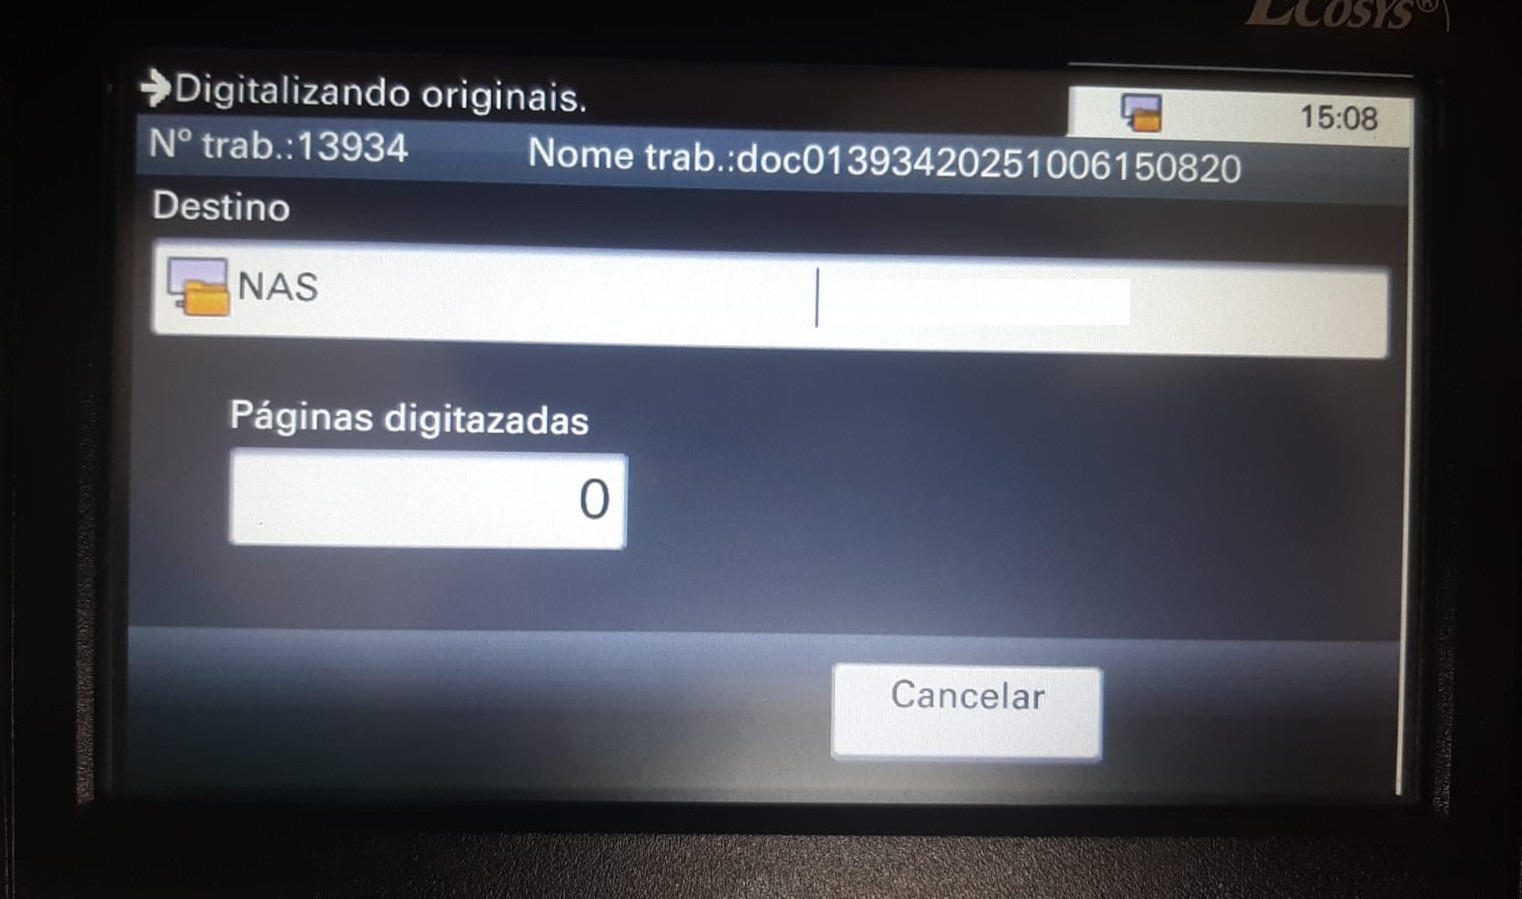 ECOSYS®
Digitalizando originais.
15:08
Nº trab.:13934 Nome trab.:doc01393420251006150820
Destino
NAS
Páginas digitazadas
0
Cancelar